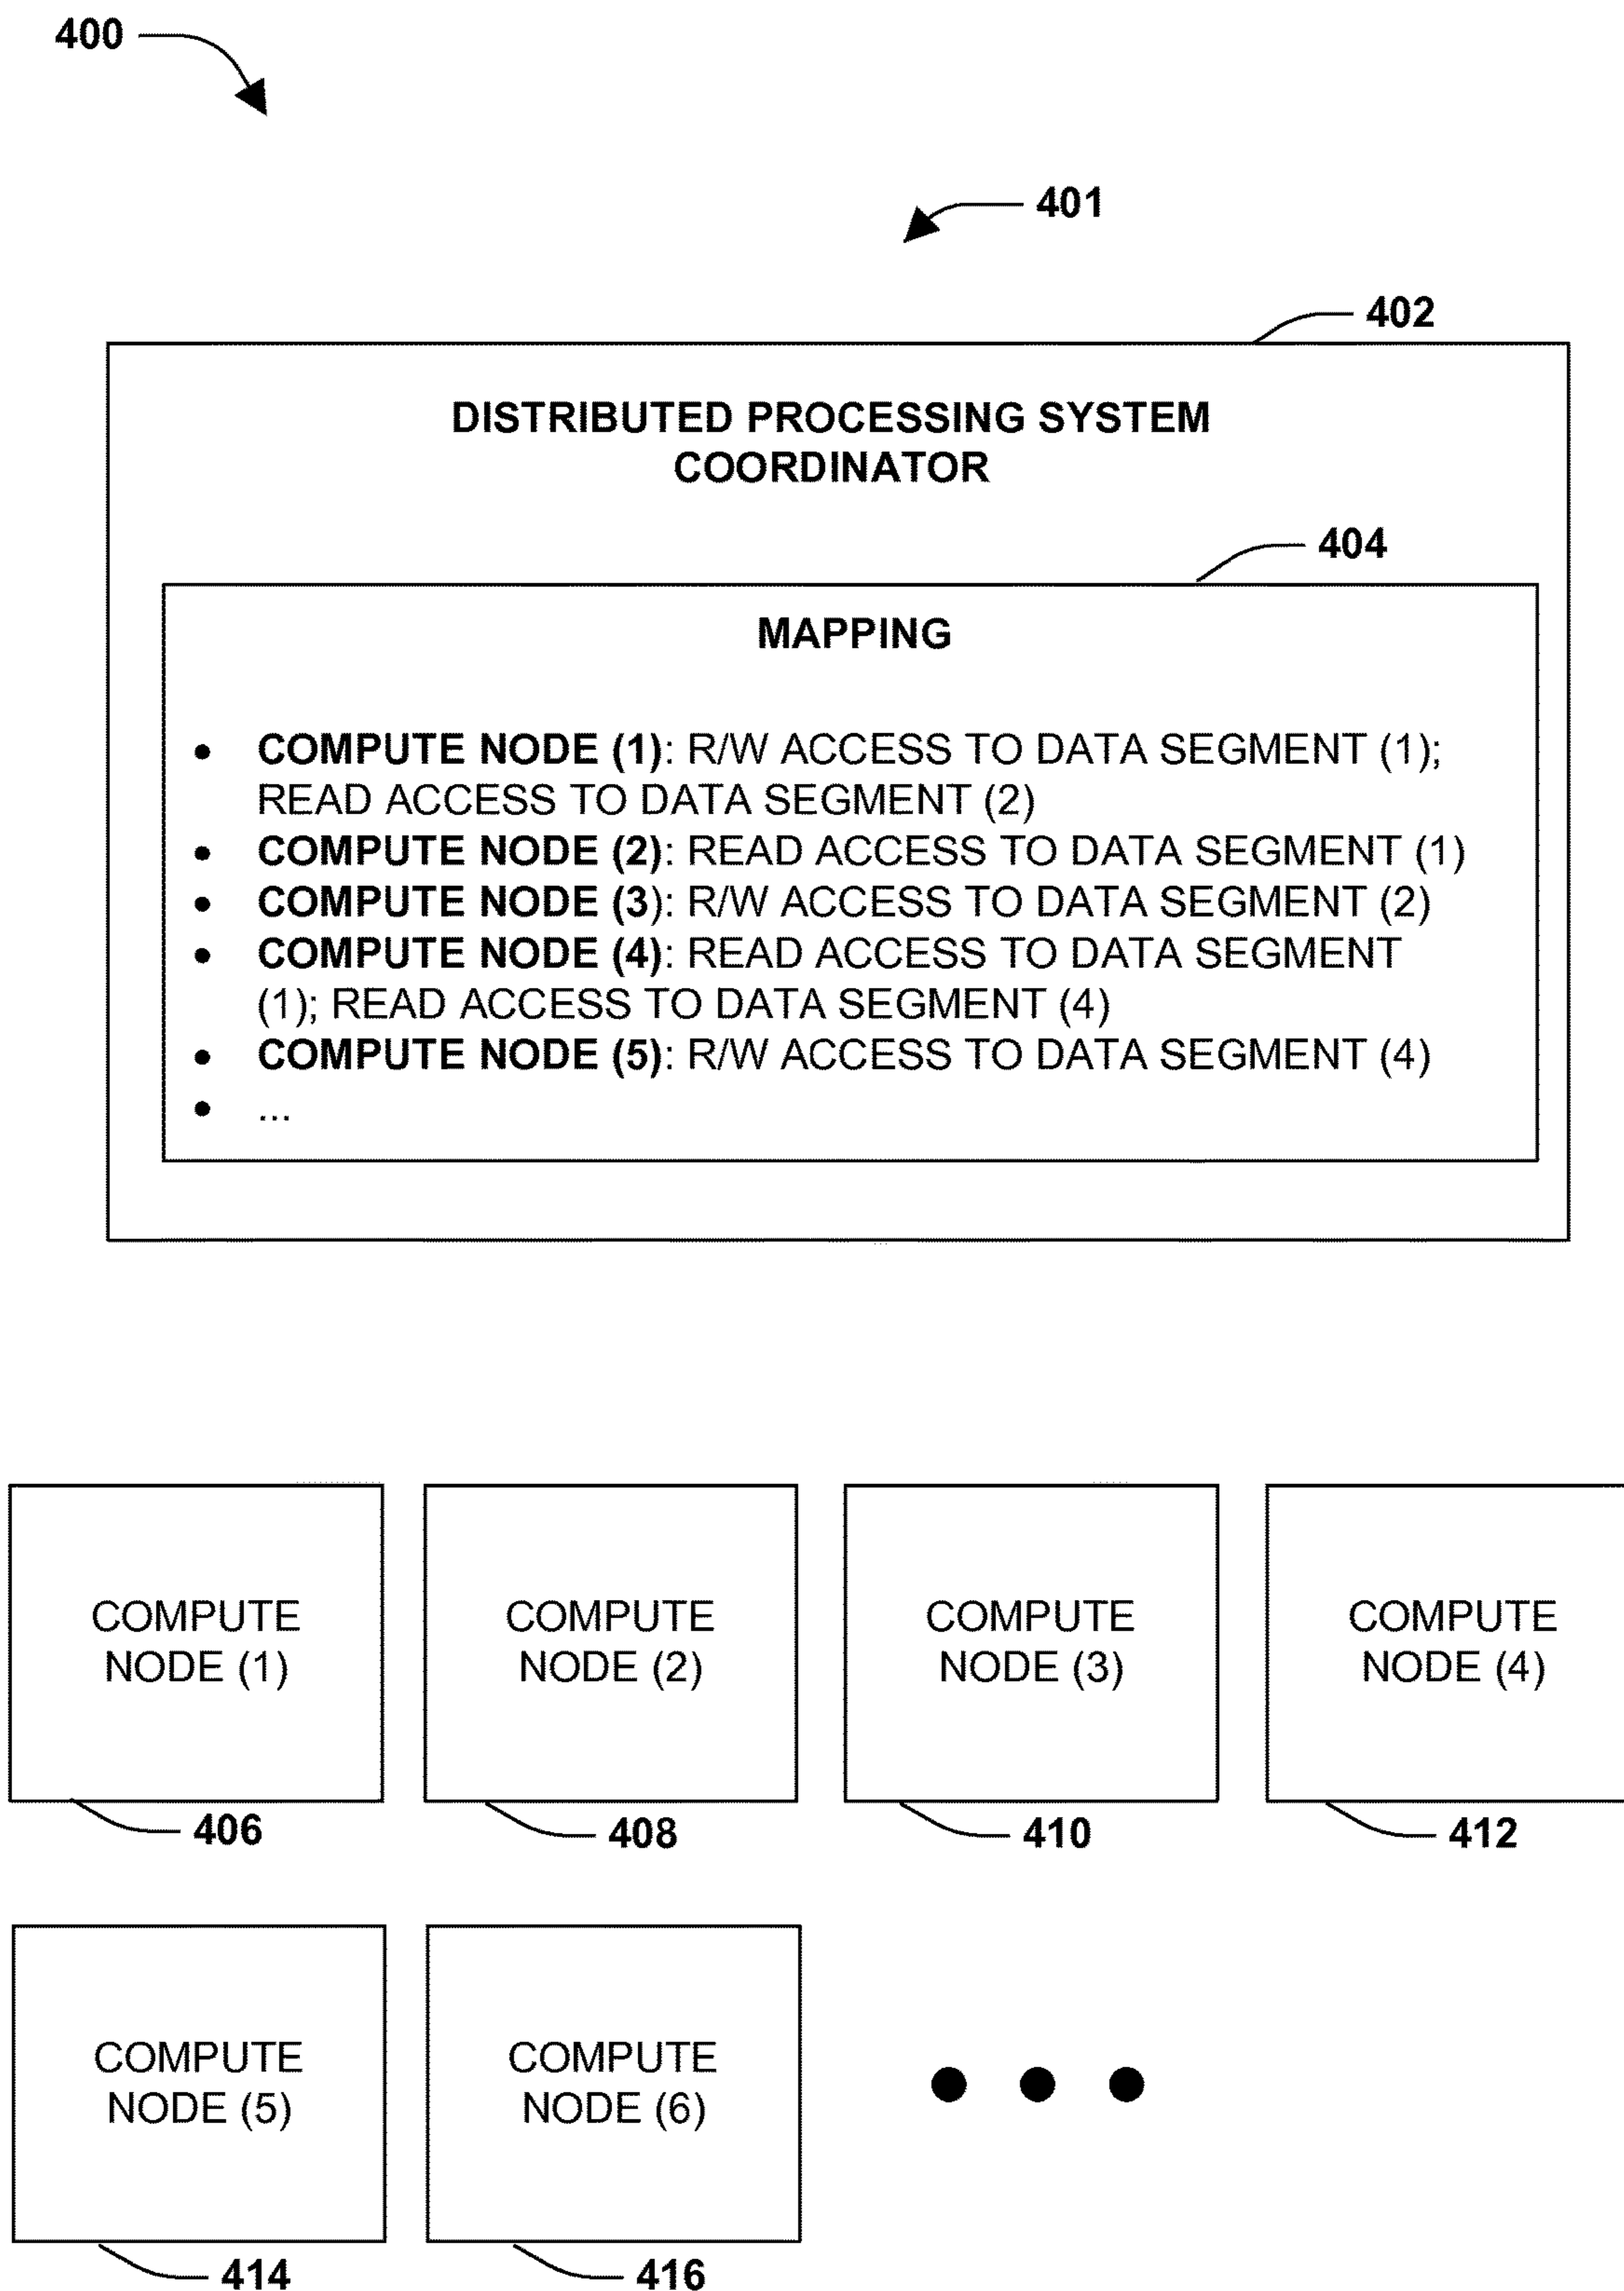 400
401
402
DISTRIBUTED PROCESSING SYSTEM
COORDINATOR
404
MAPPING
• COMPUTE NODE (1): R/W ACCESS TO DATA SEGMENT (1);
READ ACCESS TO DATA SEGMENT (2)
• COMPUTE NODE (2): READ ACCESS TO DATA SEGMENT (1)
• COMPUTE NODE (3): R/W ACCESS TO DATA SEGMENT (2)
• COMPUTE NODE (4): READ ACCESS TO DATA SEGMENT
(1); READ ACCESS TO DATA SEGMENT (4)
• COMPUTE NODE (5): R/W ACCESS TO DATA SEGMENT (4)
• ...
COMPUTE
NODE (1)
406
COMPUTE
NODE (2)
408
COMPUTE
NODE (3)
410
COMPUTE
NODE (4)
412
COMPUTE
NODE (5)
414
COMPUTE
NODE (6)
416